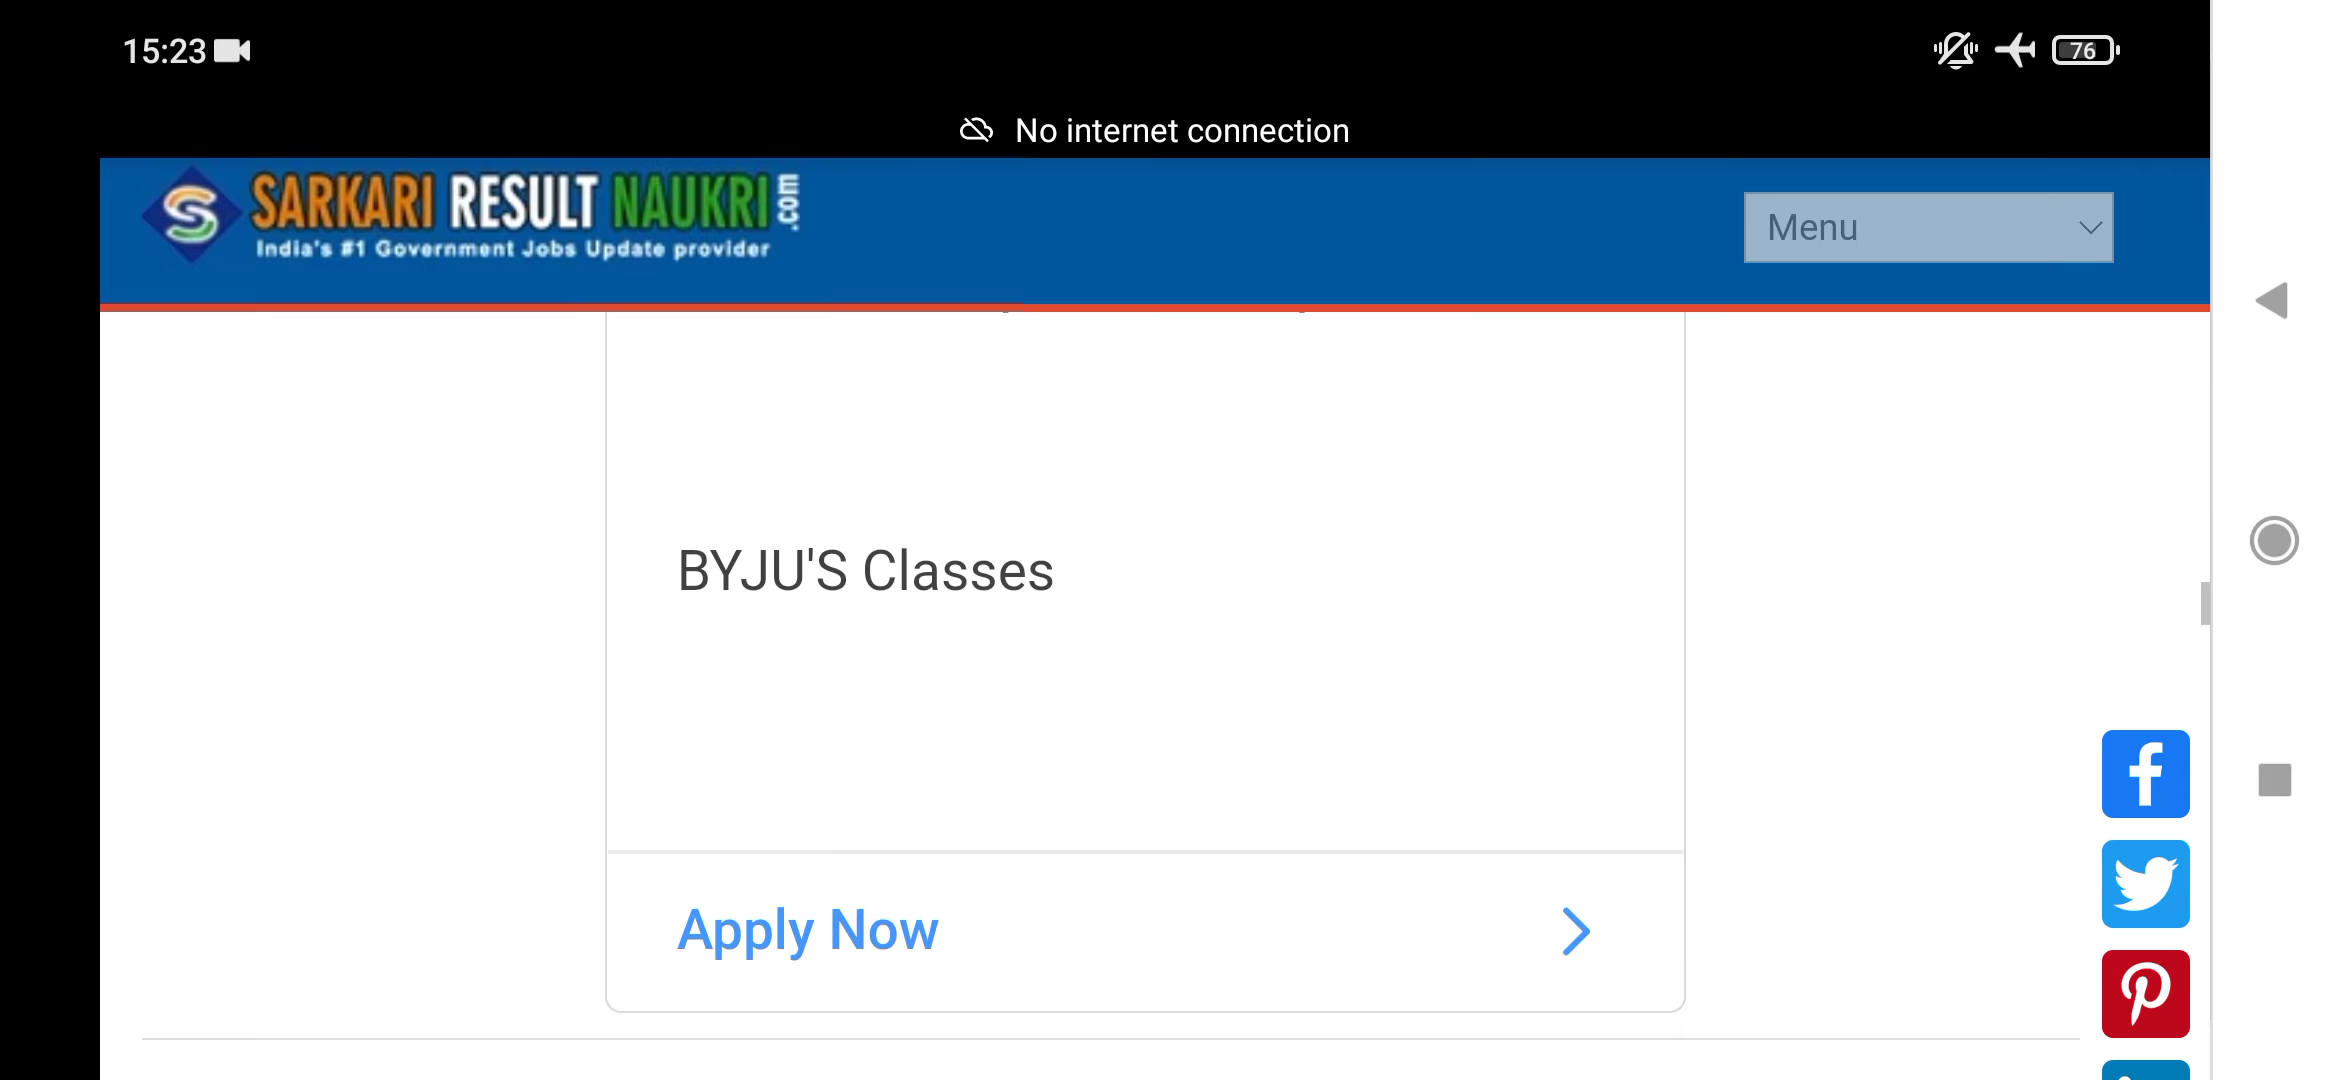 15:23
76
No internet connection
SARKARI RESULT NAUKRI .com
India's #1 Government Jobs Update provider
Menu
BYJU'S Classes
Apply Now